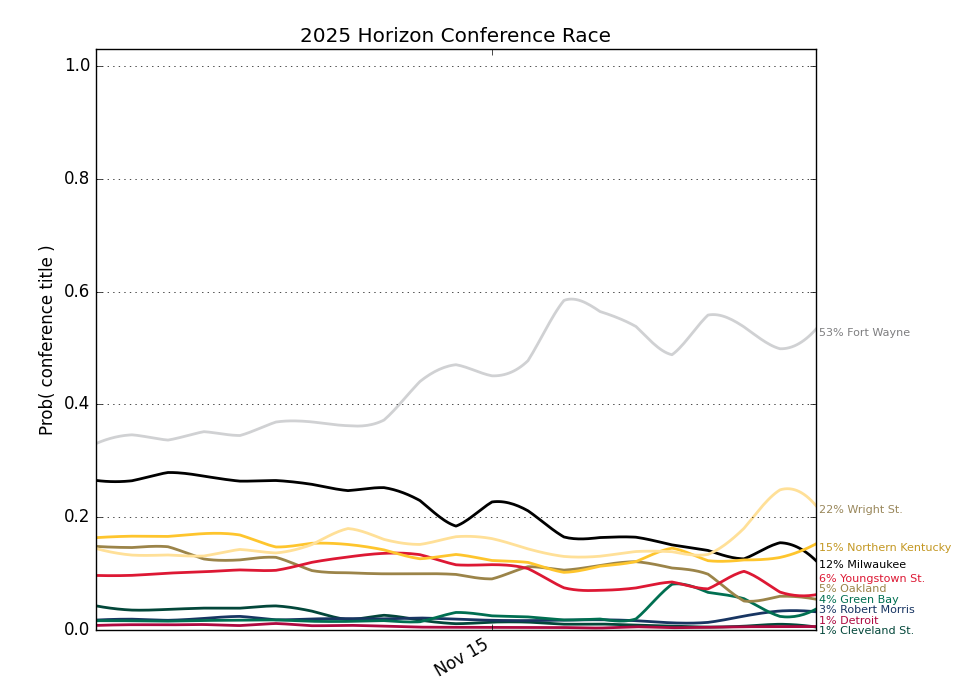 2025 Horizon Conference Race
Prob( conference title )
1.0
0.8
0.6
0.4
0.2
0.0
Nov 15
53% Fort Wayne
22% Wright St.
15% Northern Kentucky
12% Milwaukee
6% Youngstown St.
5% Oakland
4% Green Bay
3% Robert Morris
1% Detroit
1% Cleveland St.